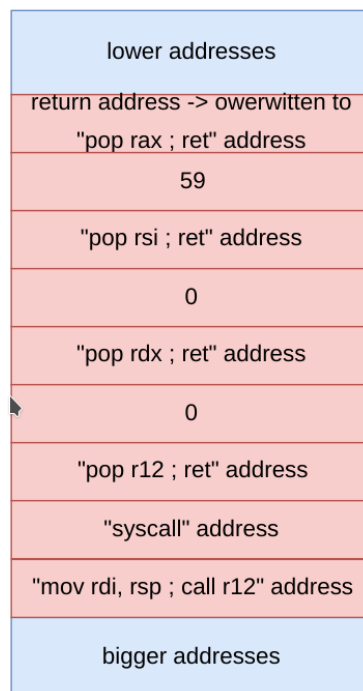 lower addresses
return address -> owerwitten to
"pop rax ; ret" address
59
"pop rsi ; ret" address
0
"pop rdx ; ret" address
0
"pop r12 ; ret" address
"syscall" address
"mov rdi, rsp ; call r12" address
bigger addresses